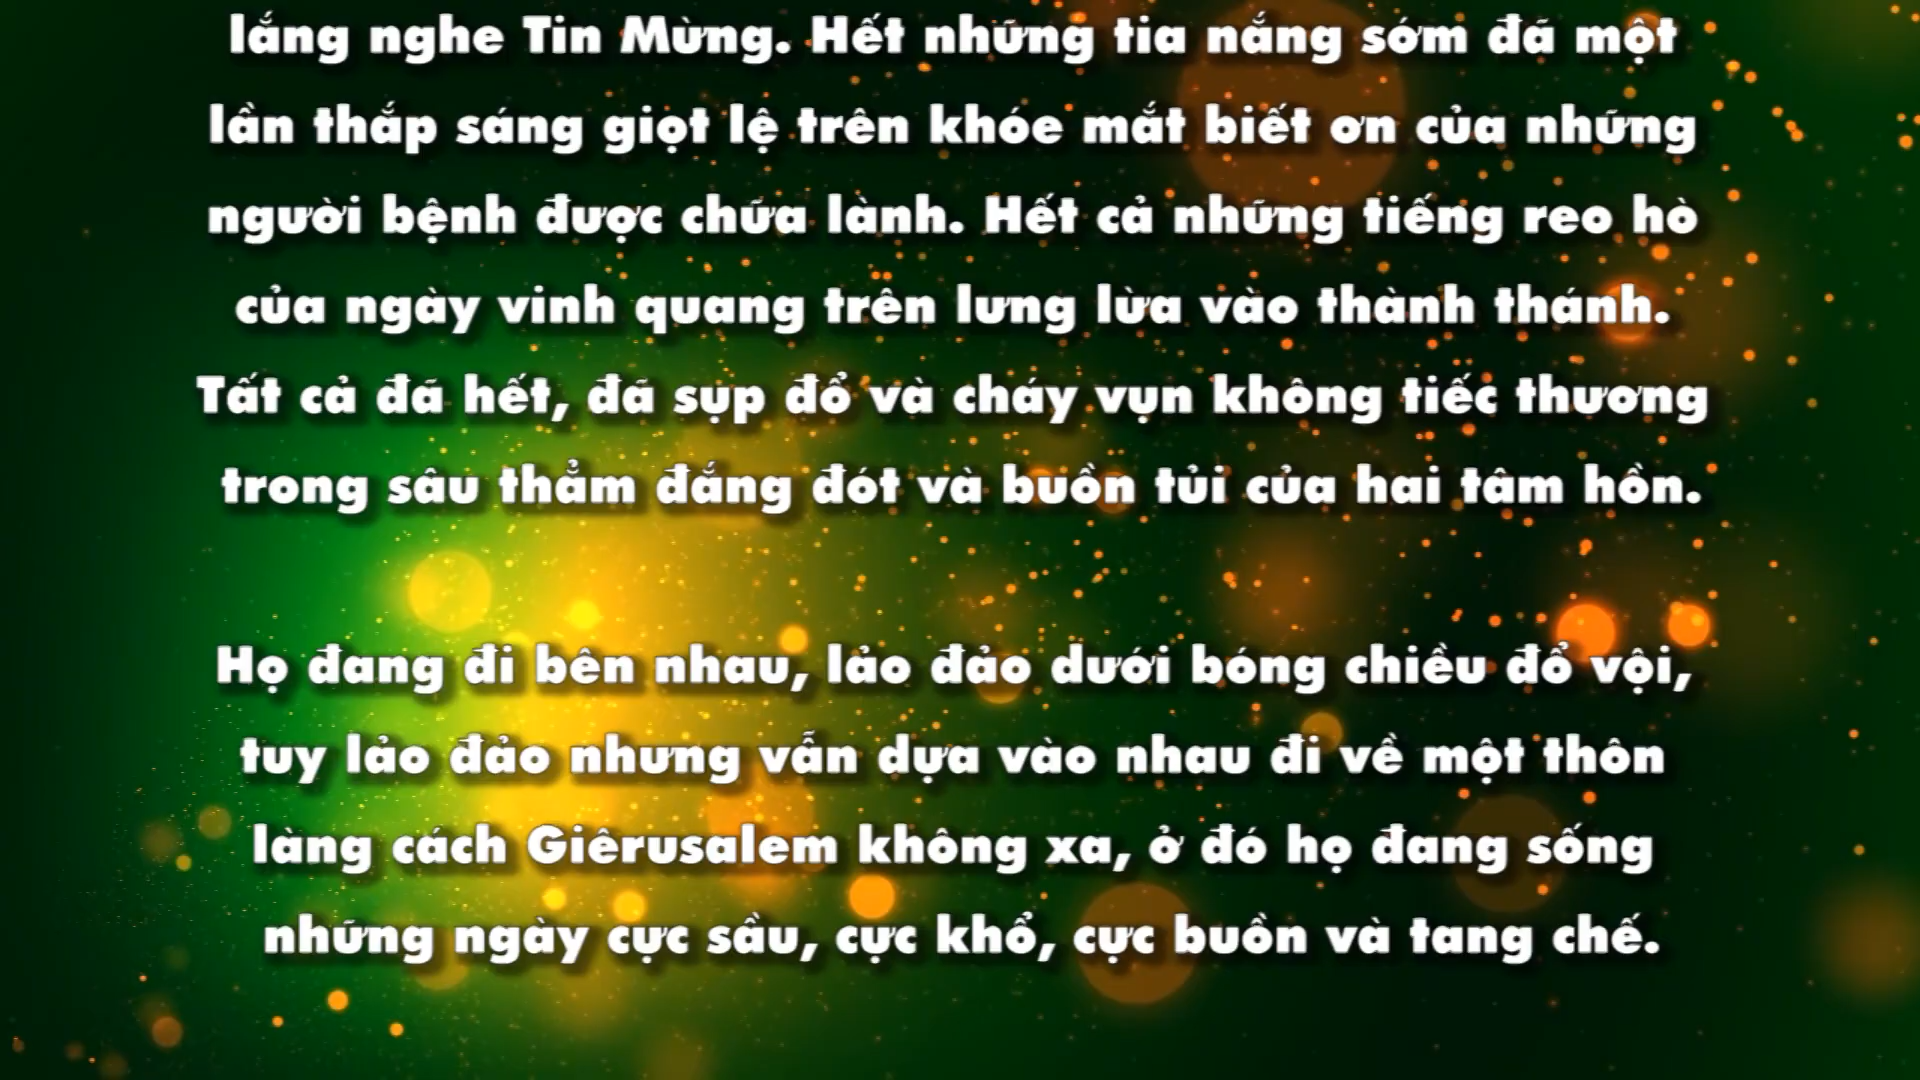 lắng nghe Tin Mừng. Hết những tia nắng sớm đã một
lần thắp sáng giọt lệ trên khóe mắt biết ơn của những
người bệnh được chữa lành. Hết cả những tiếng reo hò
của ngày vinh quang trên lưng lừa vào thành thánh.
Tất cả đã hết, đã sụp đổ và cháy vụn không tiếc thương
trong sâu thẳm đắng đót và buồn tủi của hai tâm hồn.
Họ đang đi bên nhau, lảo đảo dưới bóng chiều đổ vội,
tuy lảo đảo nhưng vẫn dựa vào nhau đi về một thôn
làng cách Giêrusalem không xa, ở đó họ đang sống
những ngày cực sầu, cực khổ, cực buồn và tang chế.